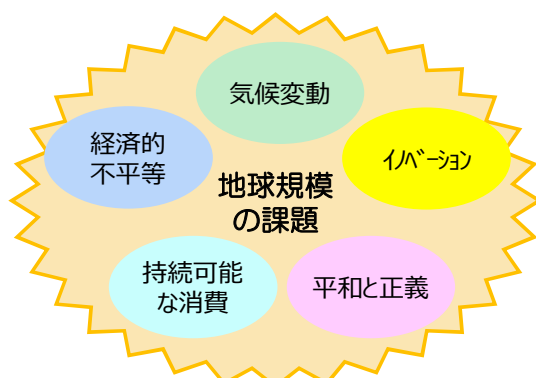 気候変動
経済的
不平等
ｲﾉﾍﾞｰｼｮﾝ
地球規模
の課題
持続可能
な消費
平和と正義